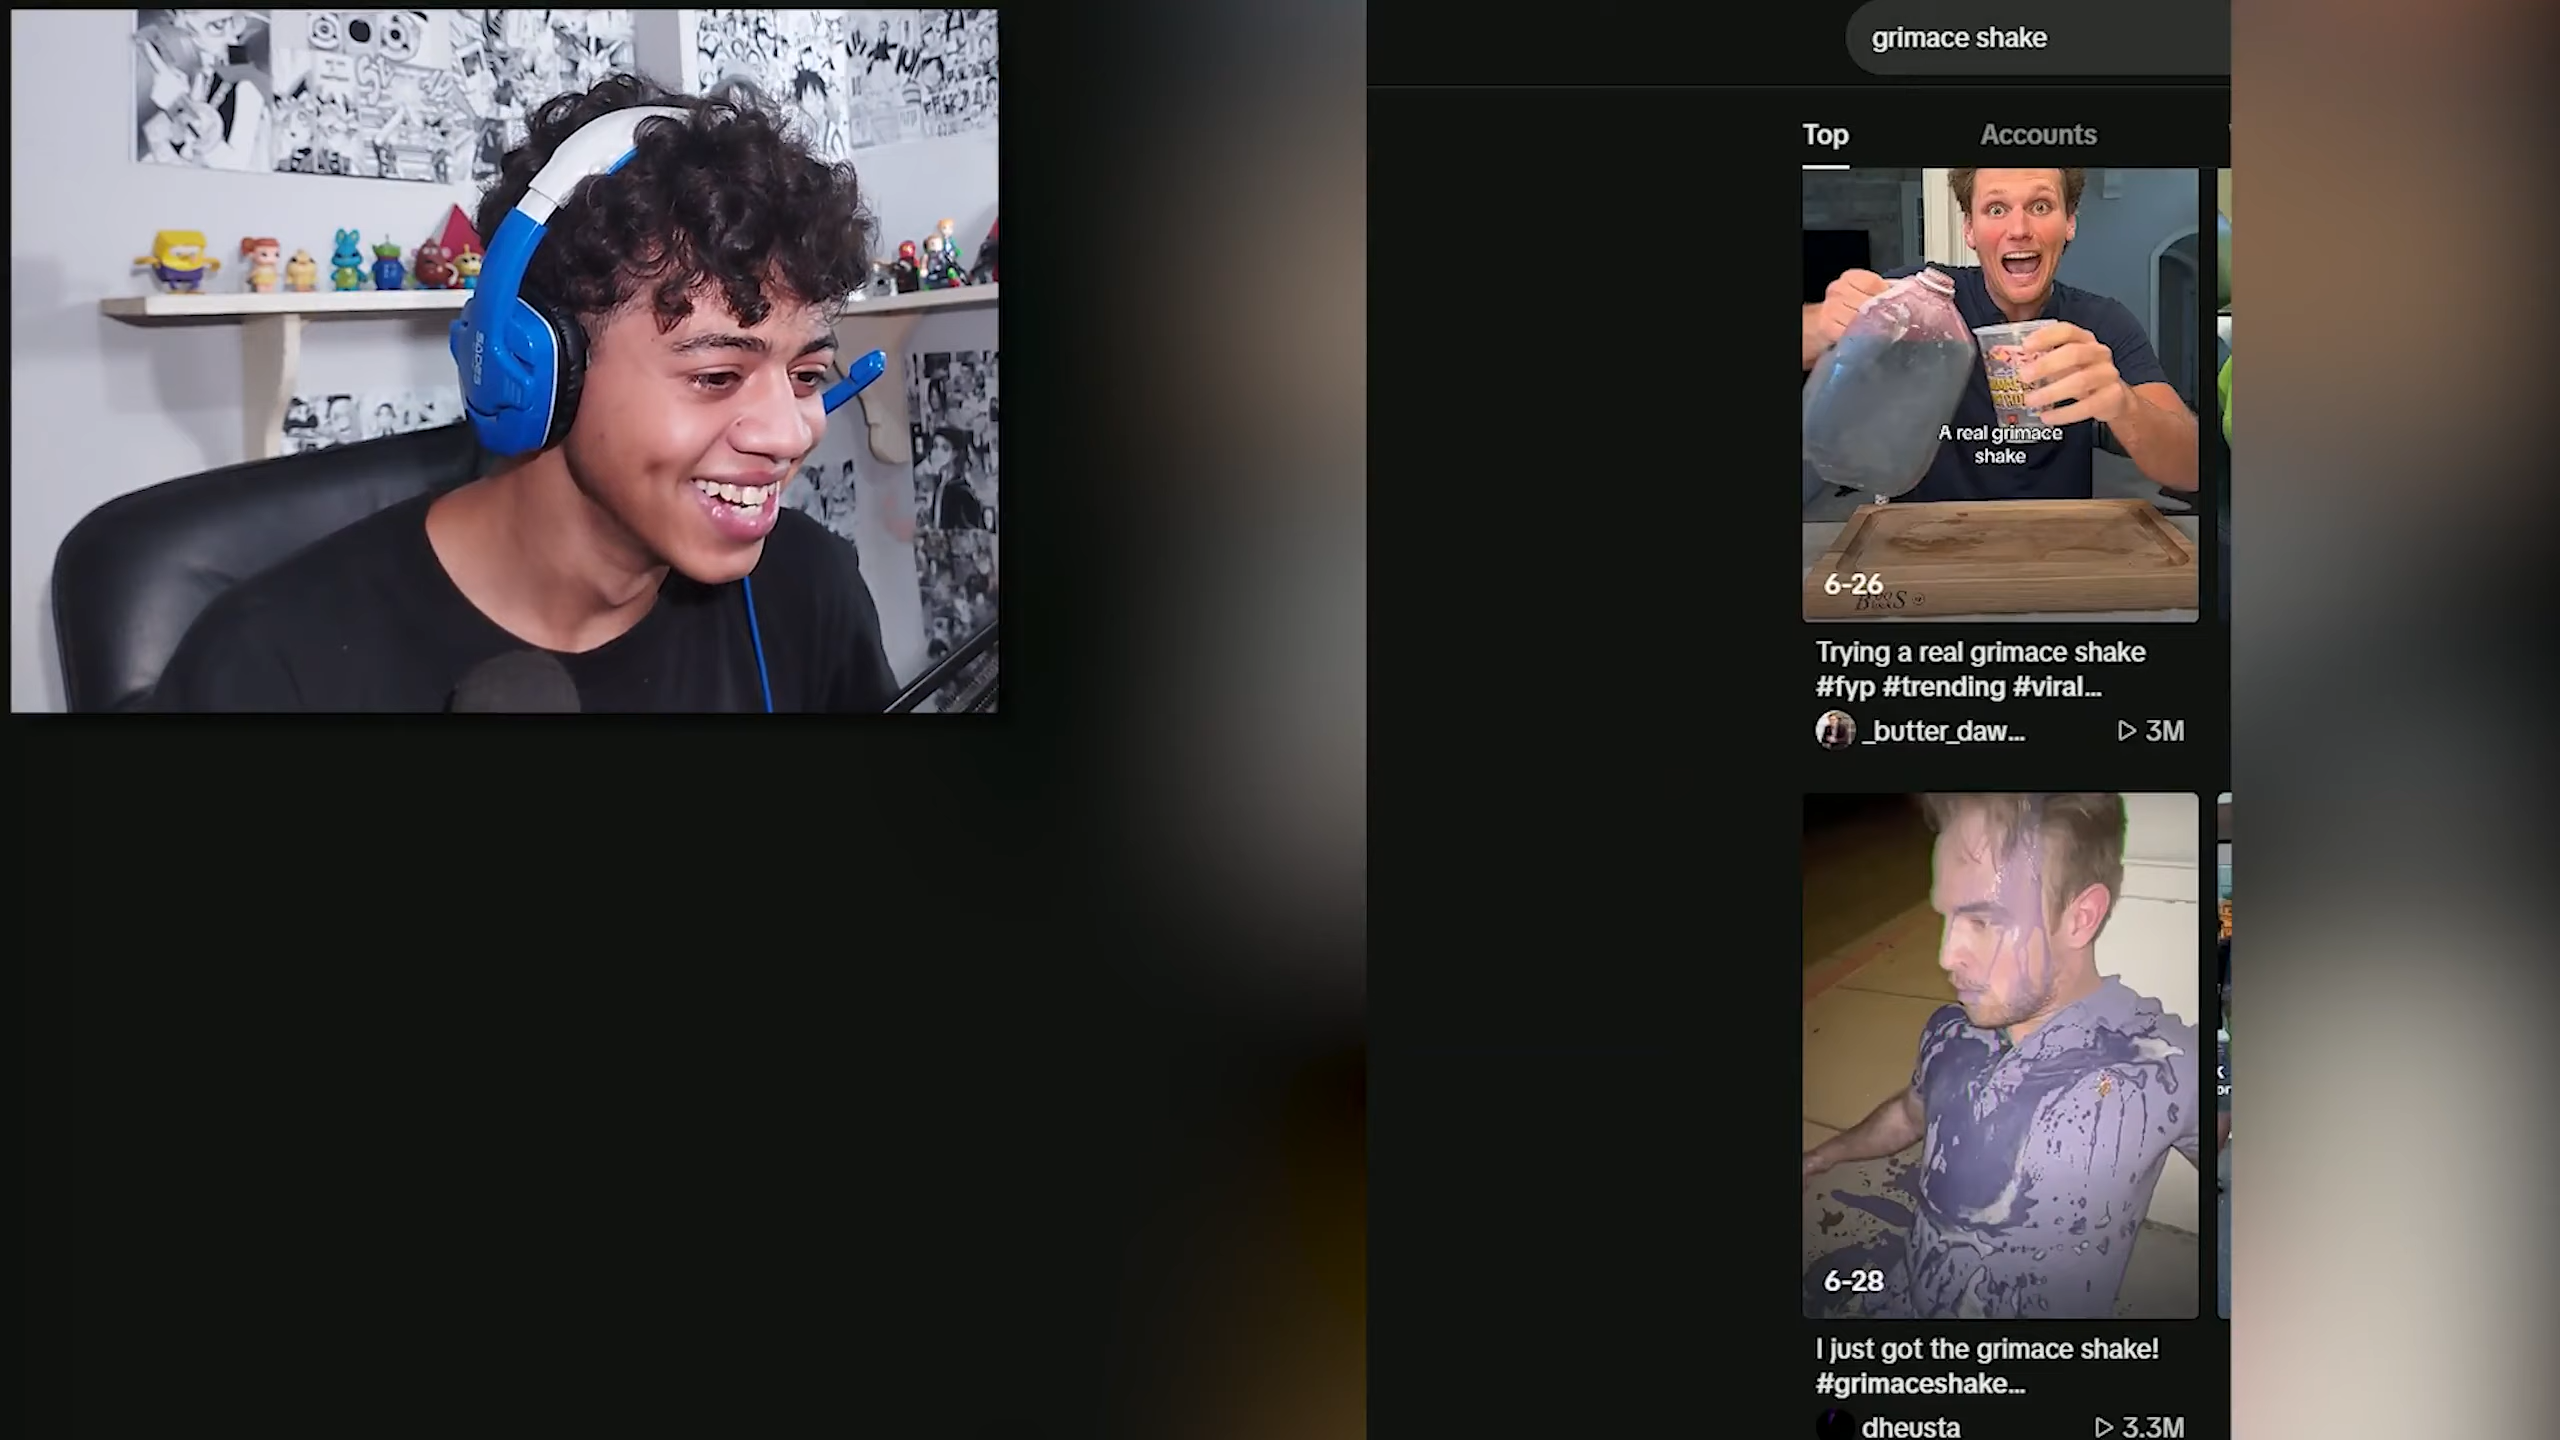 SADES
grimace shake
Top
Accounts
A real grimace
shake
6-26
Trying a real grimace shake
#fyp #trending #viral...
_butter_daw...
3M
6-28
I just got the grimace shake!
#grimaceshake...
dheusta
3.3M